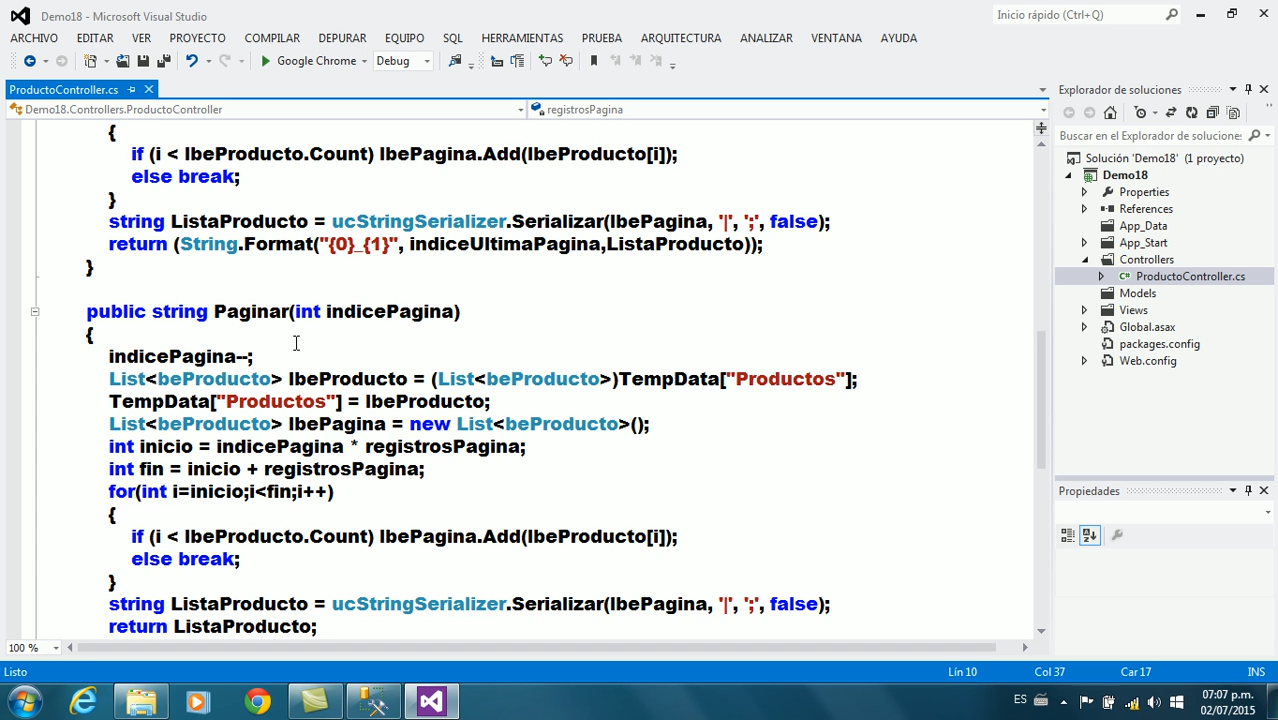 Demo18 - Microsoft Visual Studio
Inicio rápido (Ctrl+Q)
ARCHIVO EDITAR VER PROYECTO COMPILAR DEPURAR EQUIPO SQL HERRAMIENTAS PRUEBA ARQUITECTURA ANALIZAR VENTANA AYUDA
Google Chrome Debug
ProductoController.cs
Demo18.Controllers.ProductoController
registrosPagina
{
if (i < lbeProducto.Count) lbePagina.Add(lbeProducto[i]);
else break;
}
string ListaProducto = ucStringSerializer.Serializar(lbePagina, '|', ';', false);
return (String.Format("{0}_{1}", indiceUltimaPagina,ListaProducto));
}
public string Paginar(int indicePagina)
{
indicePagina--;
List<beProducto> lbeProducto = (List<beProducto>)TempData["Productos"];
TempData["Productos"] = lbeProducto;
List<beProducto> lbePagina = new List<beProducto>();
int inicio = indicePagina * registrosPagina;
int fin = inicio + registrosPagina;
for(int i=inicio;i<fin;i++)
{
if (i < lbeProducto.Count) lbePagina.Add(lbeProducto[i]);
else break;
}
string ListaProducto = ucStringSerializer.Serializar(lbePagina, '|', ';', false);
return ListaProducto;
100 %
Explorador de soluciones
Buscar en el Explorador de soluciones
Solución 'Demo18' (1 proyecto)
Demo18
Properties
References
App_Data
App_Start
Controllers
C# ProductoController.cs
Models
Views
Global.asax
packages.config
Web.config
Propiedades
Listo
Lín 10 Col 37 Car 17 INS
ES
07:07 p.m.
02/07/2015